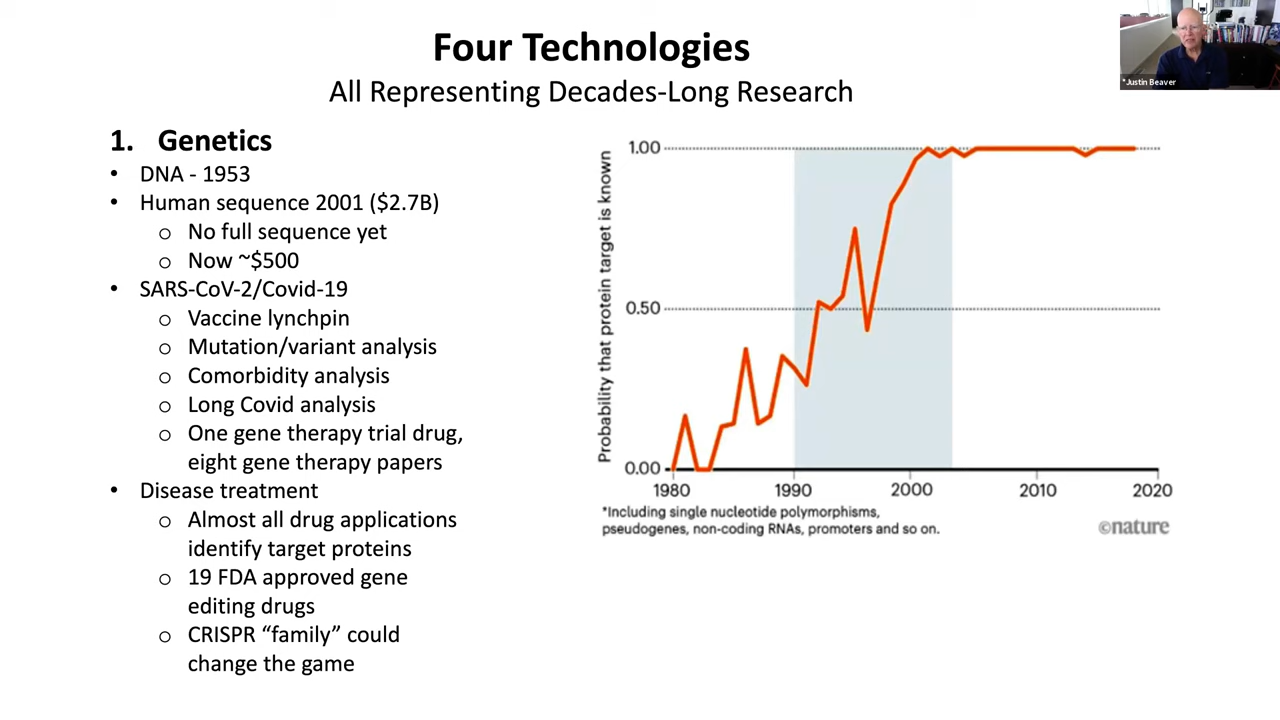 Four Technologies
All Representing Decades-Long Research
*Justin Beaver
1. Genetics
• DNA - 1953
• Human sequence 2001 ($2.7B)
o No full sequence yet
o Now ~$500
• SARS-CoV-2/Covid-19
o Vaccine lynchpin
o Mutation/variant analysis
o Comorbidity analysis
o Long Covid analysis
o One gene therapy trial drug,
eight gene therapy papers
• Disease treatment
o Almost all drug applications
identify target proteins
o 19 FDA approved gene
editing drugs
o CRISPR “family” could
change the game
Probability that protein target is known
1.00
0.50
0.00
1980 1990 2000 2010 2020
*Including single nucleotide polymorphisms,
pseudogenes, non-coding RNAs, promoters and so on.
©nature